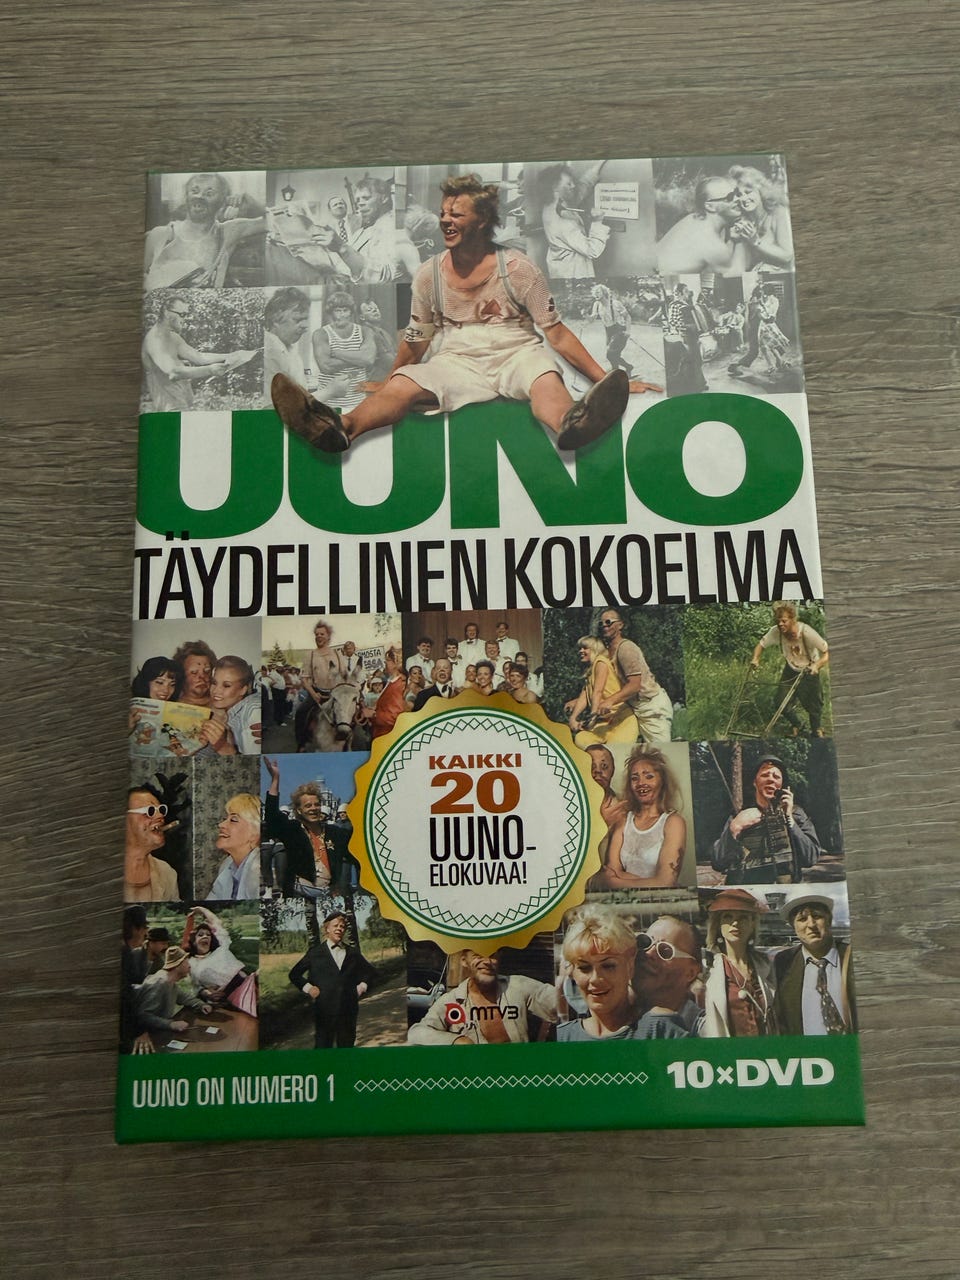 UUNO
TÄYDELLINEN KOKOELMA
KAIKKI
20
UUNO-
ELOKUVAA!
MTV3
UUNO ON NUMERO 1
10×DVD